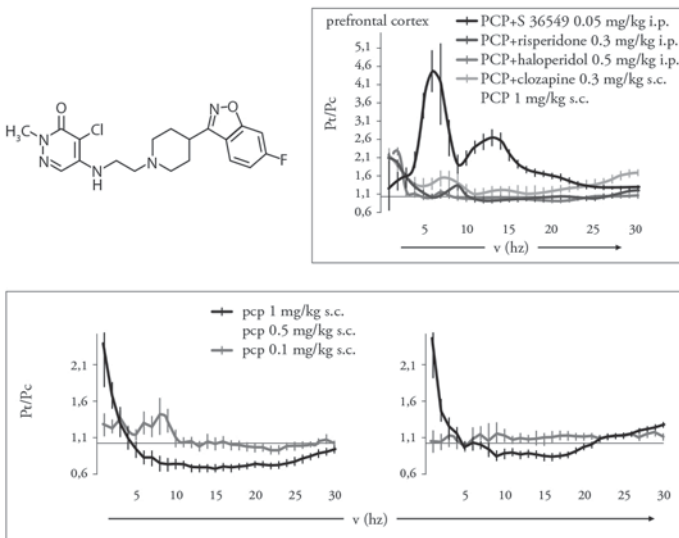 prefrontal cortex
PCP+S 36549 0.05 mg/kg i.p.
PCP+risperidone 0.3 mg/kg i.p.
PCP+haloperidol 0.5 mg/kg i.p.
PCP+clozapine 0.3 mg/kg s.c.
PCP 1 mg/kg s.c.
Pt/Pc
5,1
4,6
4,1
3,6
3,1
2,6
2,1
1,6
1,1
0,6
5 10 15 20 25 30
v (hz)
O
H₃C
N
N
Cl
N
H
N
N
O
F
pcp 1 mg/kg s.c.
pcp 0.5 mg/kg s.c.
pcp 0.1 mg/kg s.c.
Pt/Pc
2,1
1,6
1,1
0,6
5 10 15 20 25 30
2,1
1,6
1,1
0,6
5 10 15 20 25 30
v (hz)